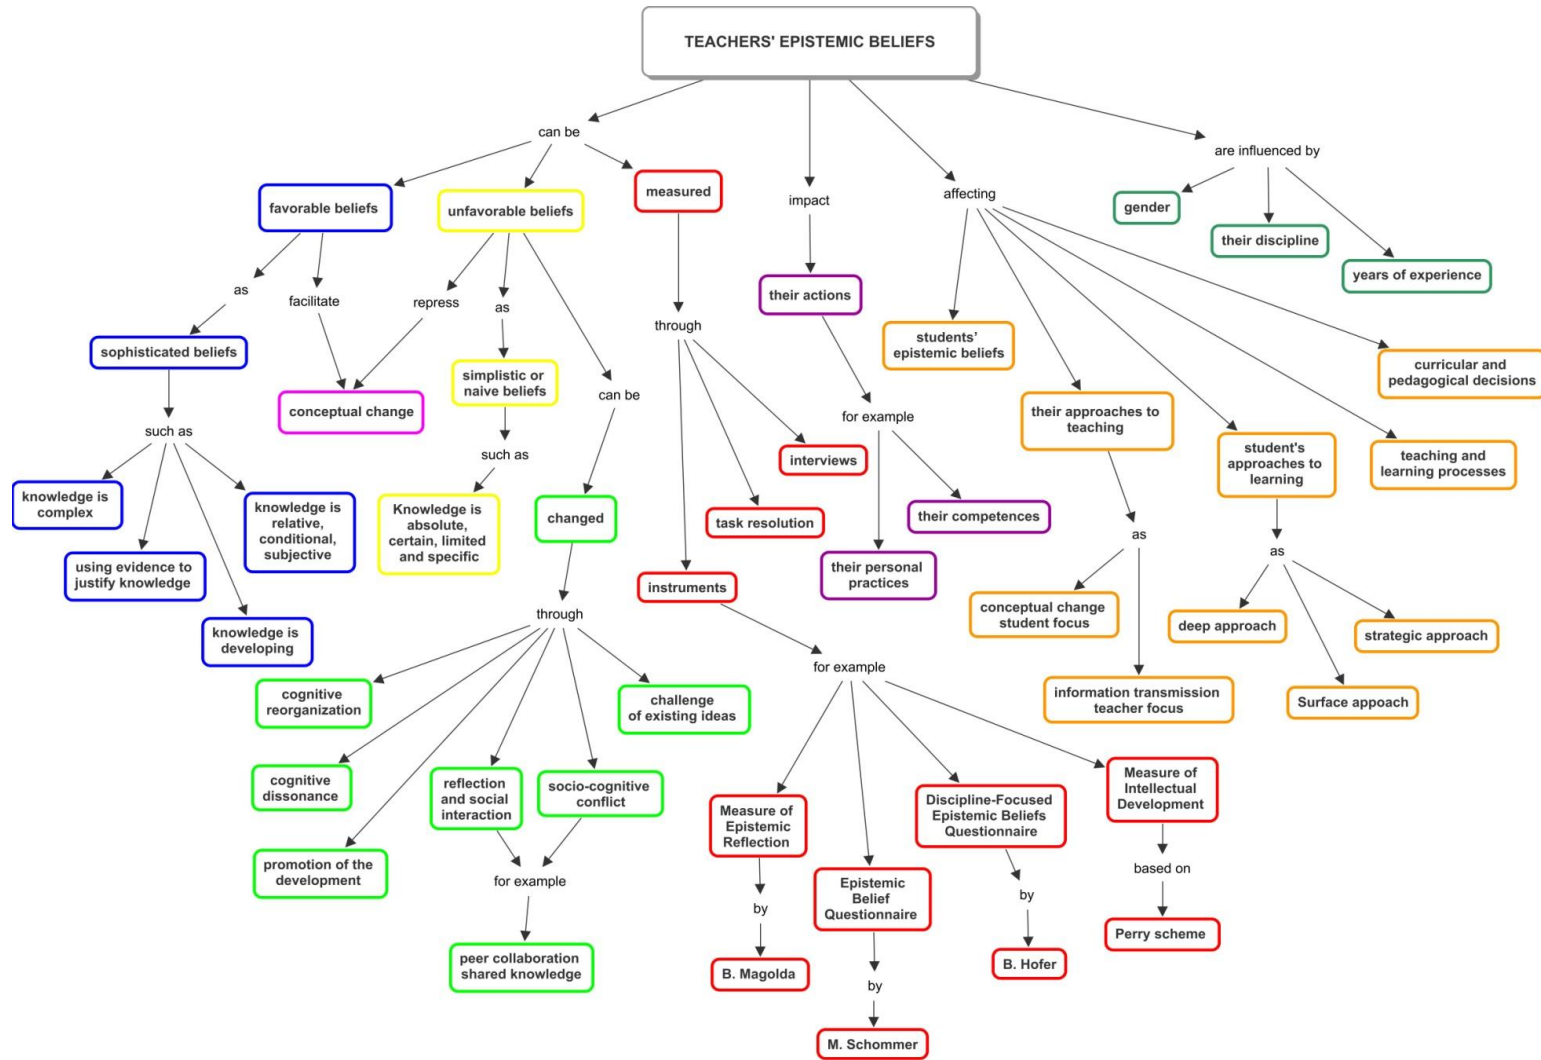 TEACHERS' EPISTEMIC BELIEFS
can be
are influenced by
favorable beliefs
unfavorable beliefs
measured
impact
affecting
gender
their discipline
years of experience
as
facilitate
repress
as
their actions
through
sophisticated beliefs
conceptual change
simplistic or
naive beliefs
can be
students’
epistemic beliefs
curricular and
pedagogical decisions
for example
their approaches to
teaching
student's
approaches to
learning
teaching and
learning processes
such as
such as
interviews
knowledge is
complex
knowledge is
relative,
conditional,
subjective
using evidence to
justify knowledge
knowledge is
developing
Knowledge is
absolute,
certain, limited
and specific
changed
task resolution
their competences
their personal
practices
instruments
as
as
conceptual change
student focus
information transmission
teacher focus
deep approach
strategic approach
Surface appoach
through
for example
cognitive
reorganization
challenge
of existing ideas
cognitive
dissonance
reflection
and social
interaction
socio-cognitive
conflict
promotion of the
development
for example
peer collaboration
shared knowledge
Measure of
Epistemic
Reflection
Epistemic
Belief
Questionnaire
Discipline-Focused
Epistemic Beliefs
Questionnaire
Measure of
Intellectual
Development
by
by
by
based on
B. Magolda
M. Schommer
B. Hofer
Perry scheme